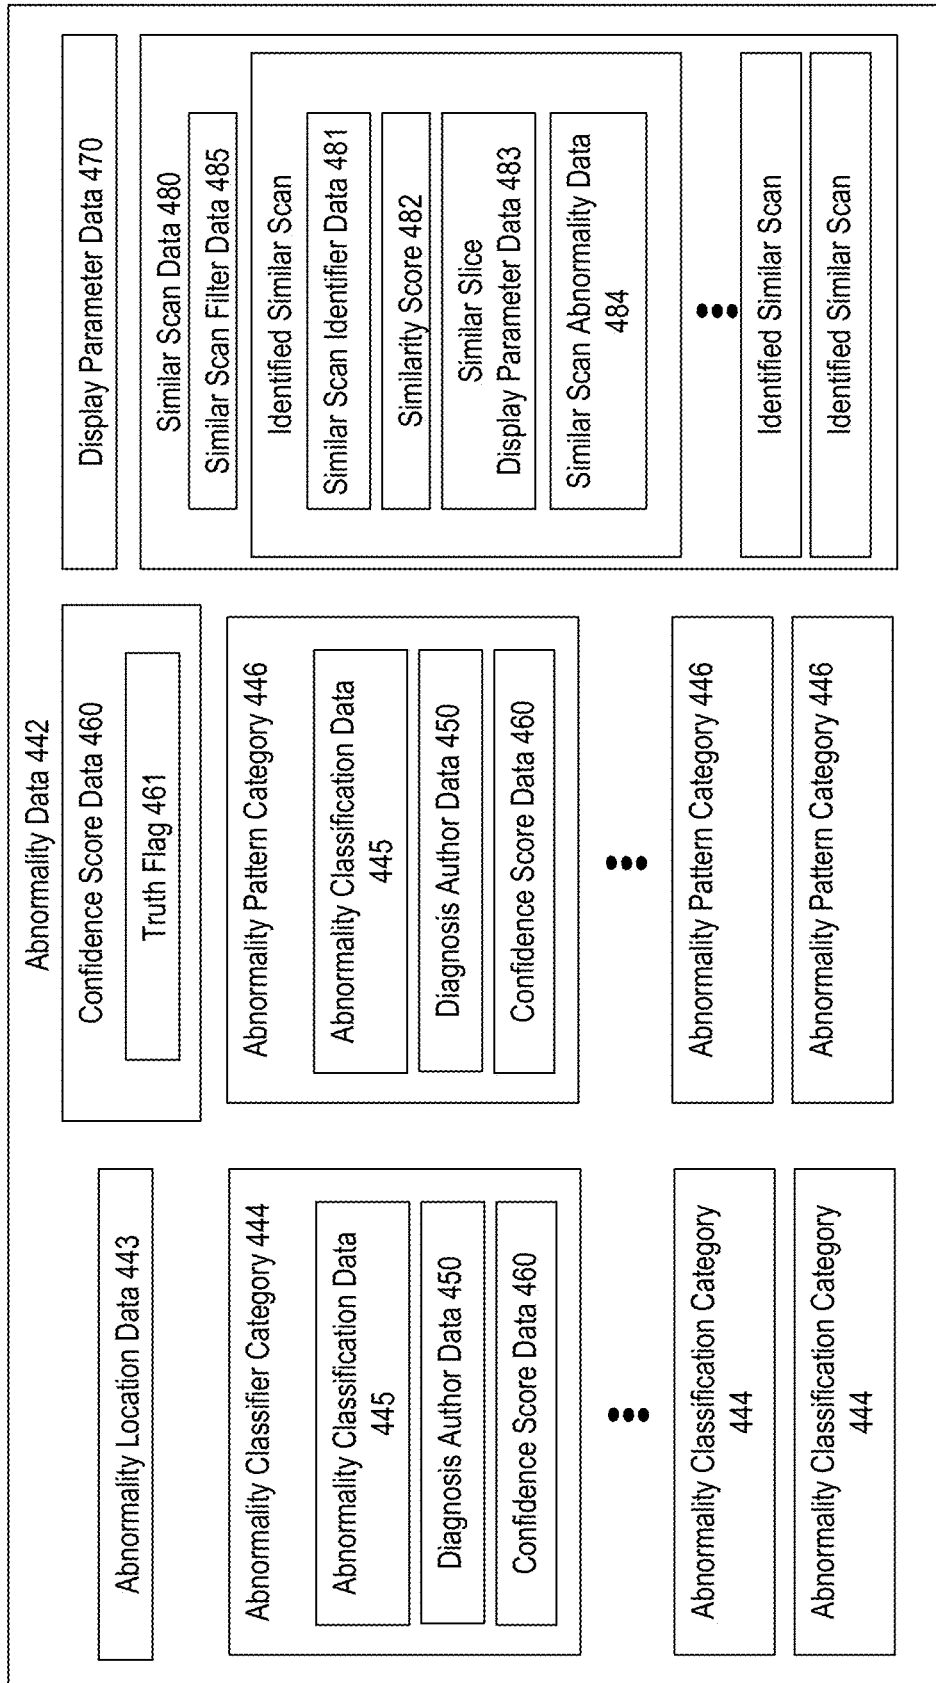 Abnormality Data 442
Abnormality Location Data 443
Abnormality Classifier Category 444
Abnormality Classification Data
445
Diagnosis Author Data 450
Confidence Score Data 460
Abnormality Classification Category
444
Abnormality Classification Category
444
Confidence Score Data 460
Truth Flag 461
Abnormality Pattern Category 446
Abnormality Classification Data
445
Diagnosis Author Data 450
Confidence Score Data 460
Abnormality Pattern Category 446
Abnormality Pattern Category 446
Display Parameter Data 470
Similar Scan Data 480
Similar Scan Filter Data 485
Identified Similar Scan
Similar Scan Identifier Data 481
Similarity Score 482
Similar Slice
Display Parameter Data 483
Similar Scan Abnormality Data
484
Identified Similar Scan
Identified Similar Scan